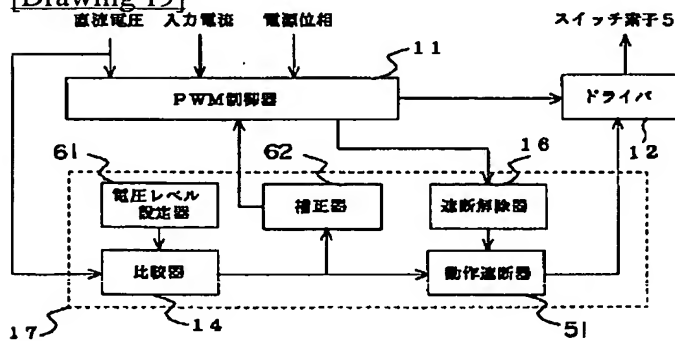 [Drawing 15]
直流電圧 入力電流 電源位相
スイッチ素子5
11
PWM制御器
ドライバ
12
61
62
16
電圧レベル
設定器
補正器
遮断解除器
比較器
動作遮断器
17
14
51